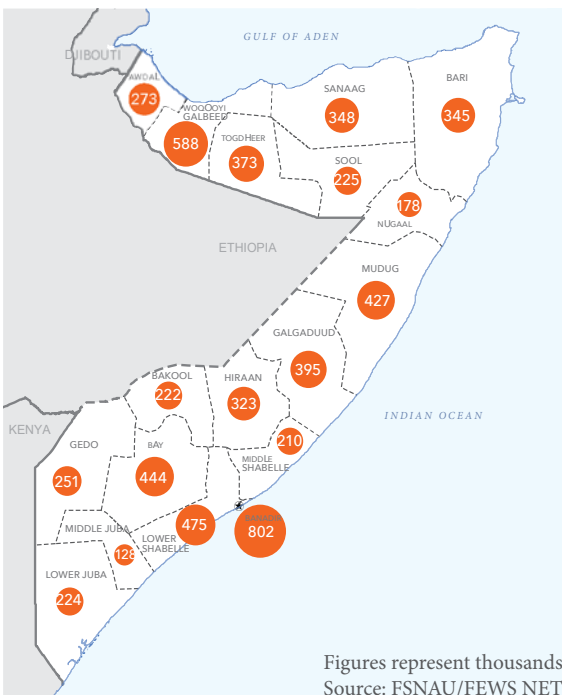 GULF OF ADEN
DJIBOUTI
AWDAL
273
WOQOOYI
GALBEED
588
TOGDHEER
373
SANAAG
348
BARI
345
SOOL
225
178
NUGAAL
ETHIOPIA
MUDUG
427
GALGADUUD
395
BAKOOL
222
HIRAAN
323
INDIAN OCEAN
KENYA
GEDO
251
BAY
444
210
MIDDLE
SHABELLE
MIDDLE JUBA
128
LOWER
SHABELLE
475
BANADIR
802
LOWER JUBA
224
Figures represent thousands
Source: FSNAU/FEWS NET